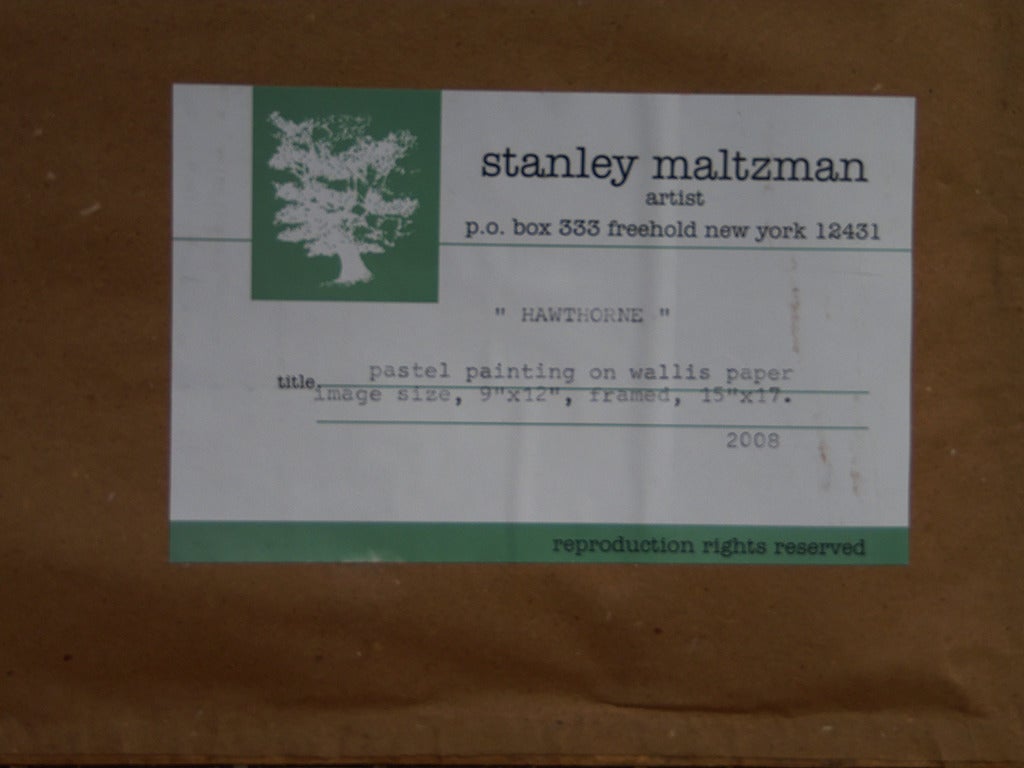 stanley maltzman
artist
p.o. box 333 freehold new york 12431
" HAWTHORNE "
title. pastel painting on wallis paper
image size, 9"x12", framed, 15"x17.
2008
reproduction rights reserved